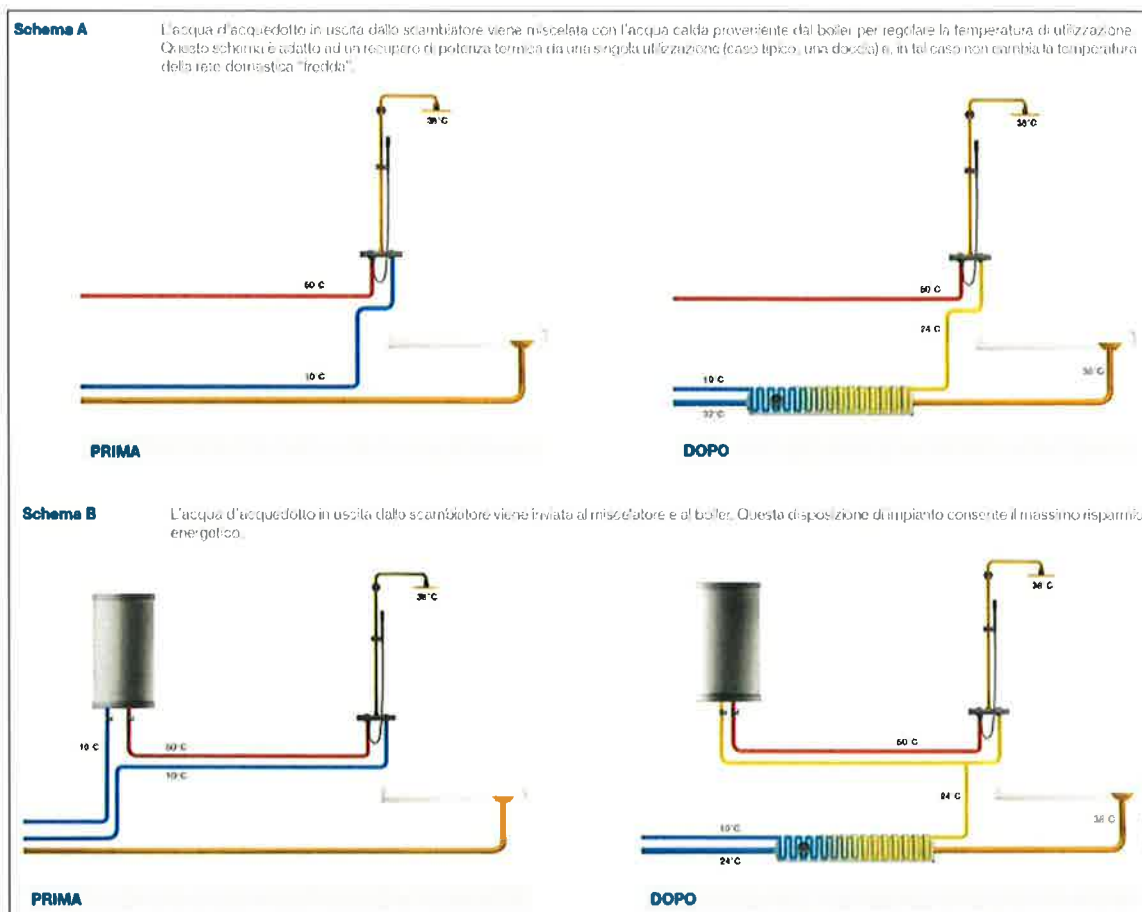 Schema A
L'acqua d'acquedotto in uscita dallo scambiatore viene miscelata con l'acqua calda proveniente dal boiler per regolare la temperatura di utilizzazione
Questo schema è adatto ad un recupero di potenza termica da una singola utilizzazione (caso tipico, una doccia) e, in tal caso non cambia la temperatura
della rete domestica "fredda".
38°C
38°C
50°C
50°C
24°C
10°C
10°C
38°C
PRIMA
DOPO
Schema B
L'acqua d'acquedotto in uscita dallo scambiatore viene inviata al miscelatore e al boiler. Questa disposizione di impianto consente il massimo risparmio
energetico.
38°C
38°C
10°C
50°C
50°C
10°C
24°C
38°C
10°C
24°C
PRIMA
DOPO